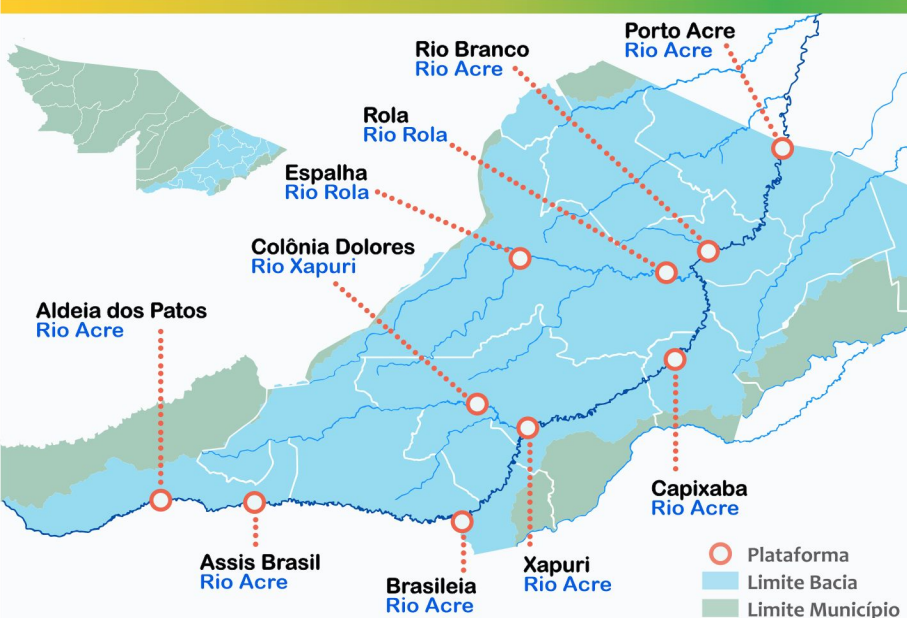 Porto Acre
Rio Acre
Rio Branco
Rio Acre
Rola
Rio Rola
Espalha
Rio Rola
Colônia Dolores
Rio Xapuri
Aldeia dos Patos
Rio Acre
Capixaba
Rio Acre
Assis Brasil
Rio Acre
Brasileia
Rio Acre
Xapuri
Rio Acre
Plataforma
Limite Bacia
Limite Município